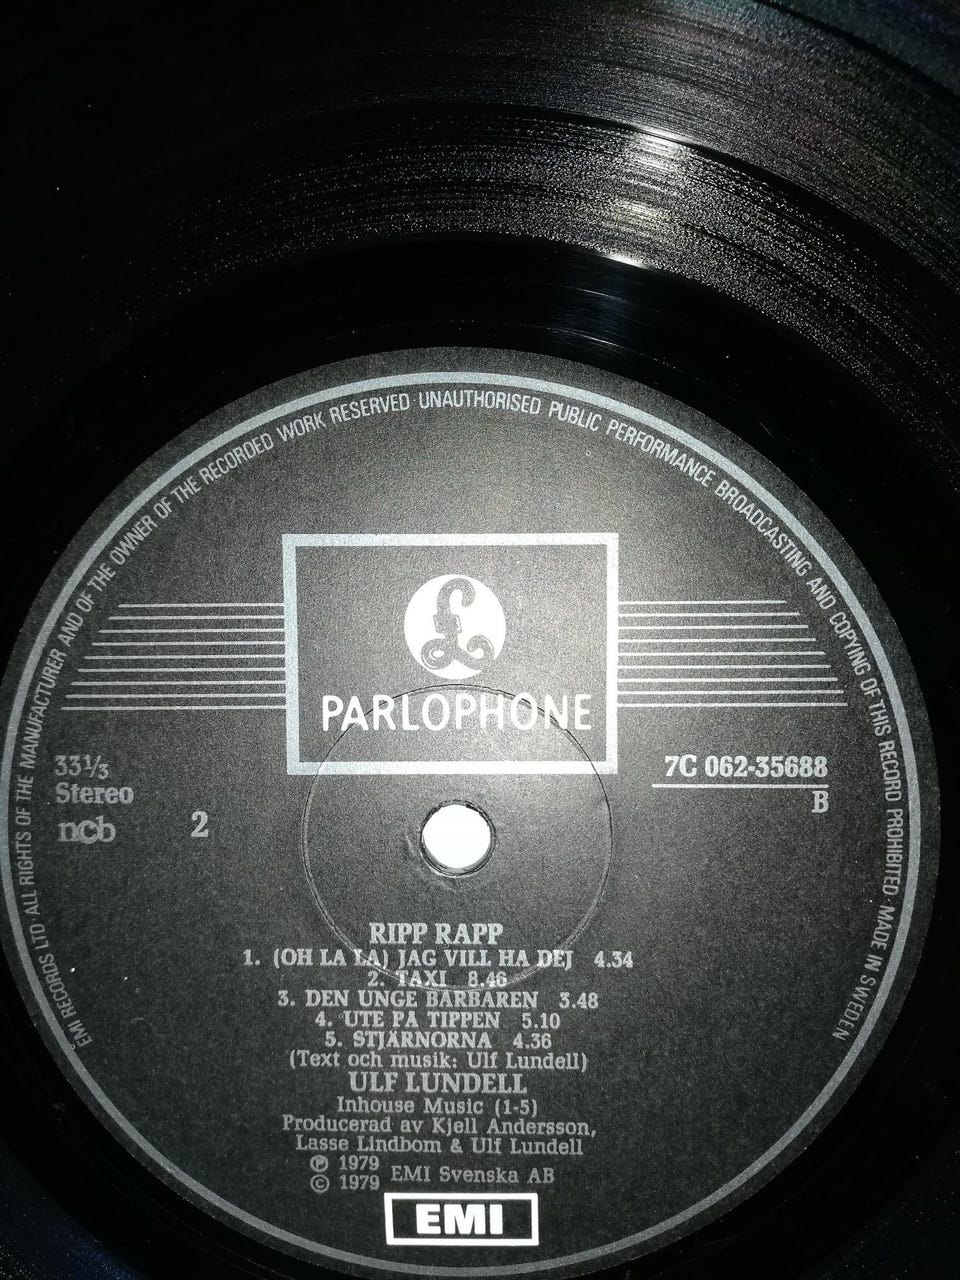 EMI RECORDS LTD · ALL RIGHTS OF THE MANUFACTURER AND OF THE OWNER OF THE RECORDED WORK RESERVED · UNAUTHORISED PUBLIC PERFORMANCE BROADCASTING AND COPYING OF THIS RECORD PROHIBITED · MADE IN SWEDEN
£
PARLOPHONE
33⅓
Stereo
ncb
2
7C 062-35688
B
RIPP RAPP
1. (OH LA LA) JAG VILL HA DEJ 4.34
2. TAXI 8.46
3. DEN UNGE BARBAREN 3.48
4. UTE PÅ TIPPEN 5.10
5. STJÄRNORNA 4.36
(Text och musik: Ulf Lundell)
ULF LUNDELL
Inhouse Music (1-5)
Producerad av Kjell Andersson,
Lasse Lindbom & Ulf Lundell
℗ 1979
© 1979 EMI Svenska AB
EMI